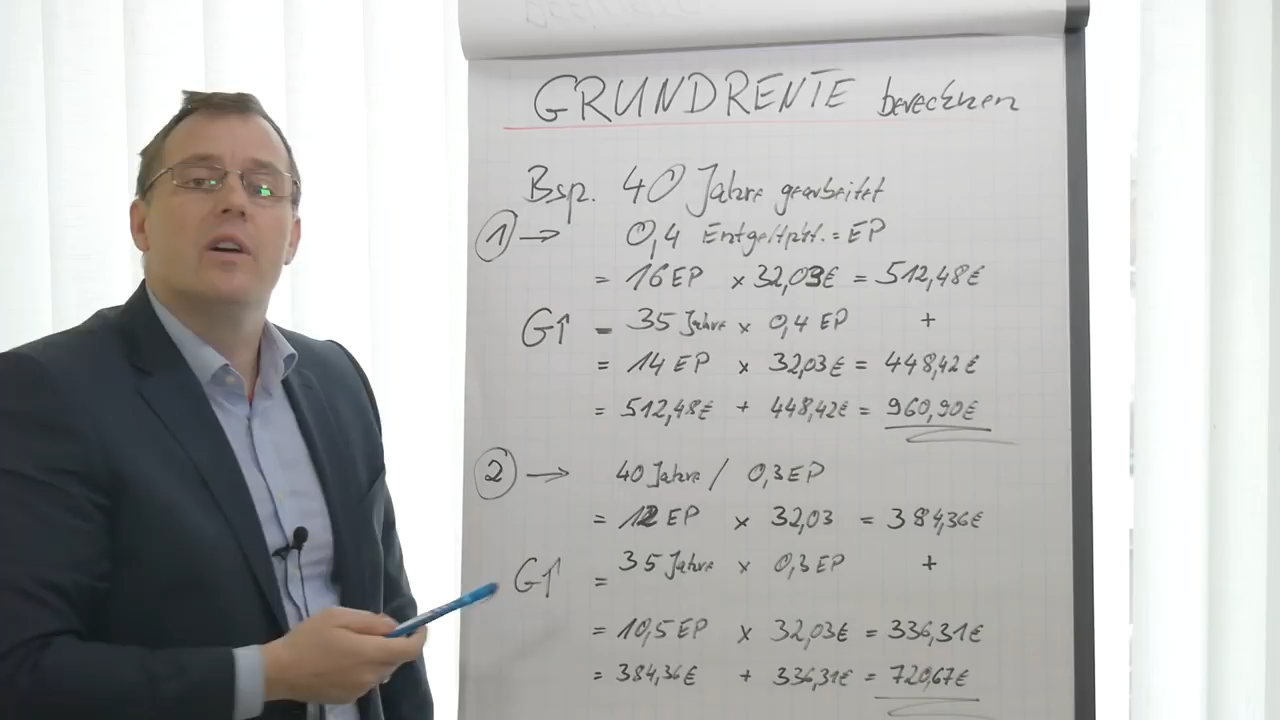 GRUNDRENTE berechnen
Bsp. 40 Jahre gearbeitet
① → 0,4 Entgeltpkt. = EP
= 16 EP × 32,03€ = 512,48€
G↑ = 35 Jahre × 0,4 EP +
= 14 EP × 32,03€ = 448,42€
= 512,48€ + 448,42€ = 960,90€
② → 40 Jahre / 0,3 EP
= 12 EP × 32,03 = 384,36€
G↑ = 35 Jahre × 0,3 EP +
= 10,5 EP × 32,03€ = 336,31€
= 384,36€ + 336,31€ = 720,67€